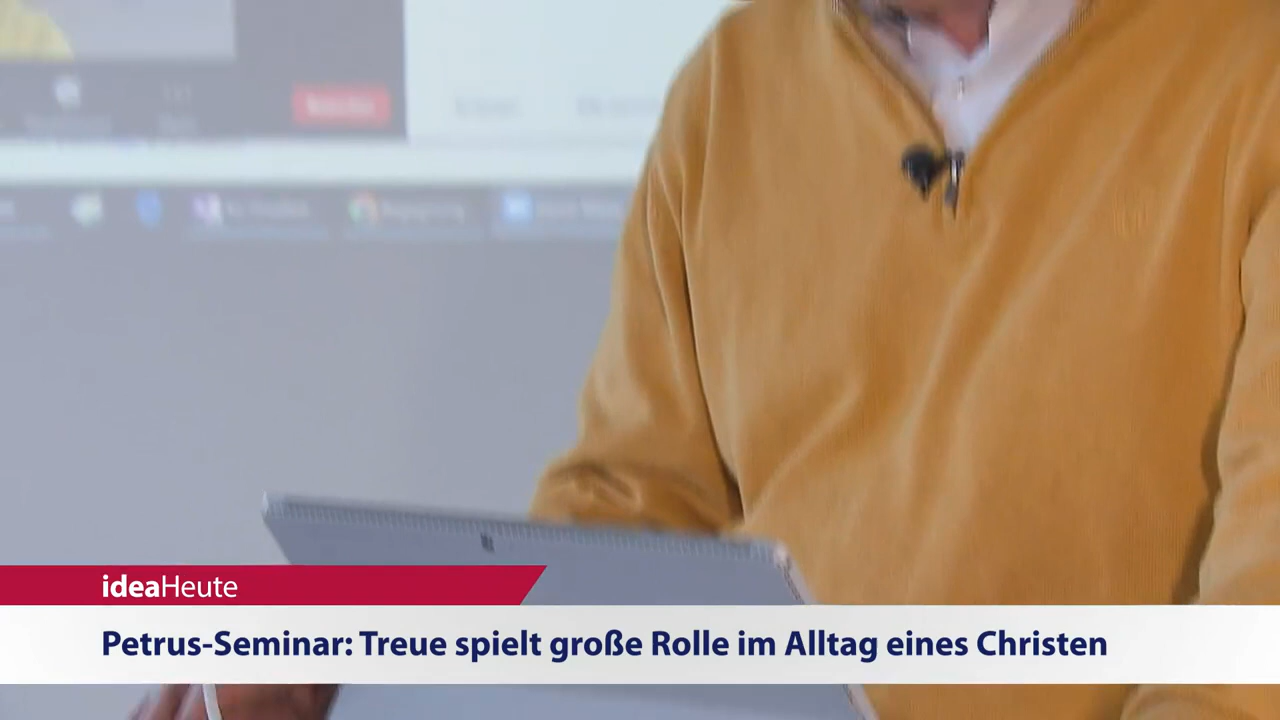 ideaHeute
Petrus-Seminar: Treue spielt große Rolle im Alltag eines Christen